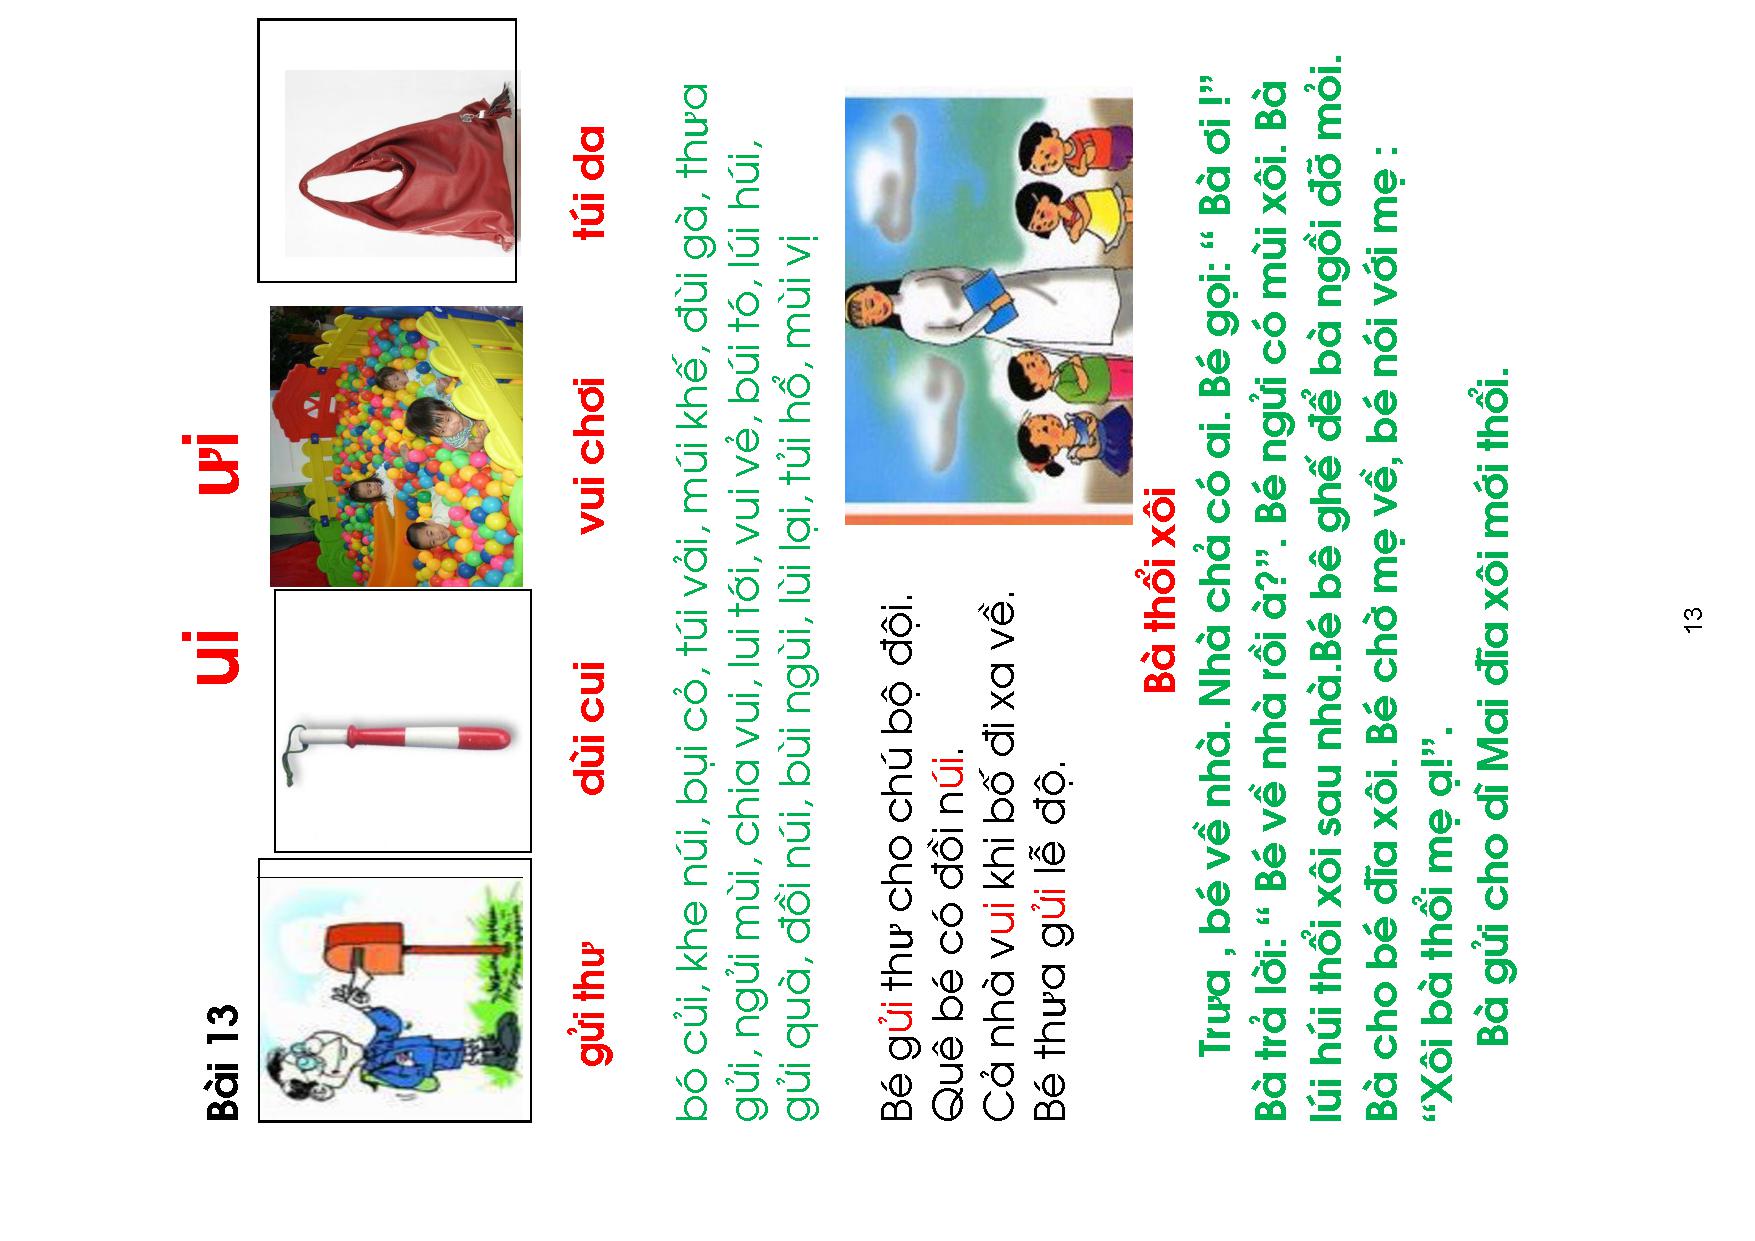 Bài 13 ui ưi
gửi thư dùi cui vui chơi túi da
bó củi, khe núi, bụi cỏ, túi vải, múi khế, đùi gà, thưa
gửi, ngửi mùi, chia vui, lui tới, vui vẻ, búi tó, lúi húi,
gửi quà, đồi núi, bùi ngùi, lùi lại, tủi hổ, mùi vị
Bé gửi thư cho chú bộ đội.
Quê bé có đồi núi.
Cả nhà vui khi bố đi xa về.
Bé thưa gửi lễ độ.
Bà thổi xôi
Trưa , bé về nhà. Nhà chả có ai. Bé gọi: “ Bà ơi !”
Bà trả lời: “ Bé về nhà rồi à?”. Bé ngửi có mùi xôi. Bà
lúi húi thổi xôi sau nhà.Bé bê ghế để bà ngồi đỡ mỏi.
Bà cho bé đĩa xôi. Bé chờ mẹ về, bé nói với mẹ :
“Xôi bà thổi mẹ ạ!”.
Bà gửi cho dì Mai đĩa xôi mới thổi.
13